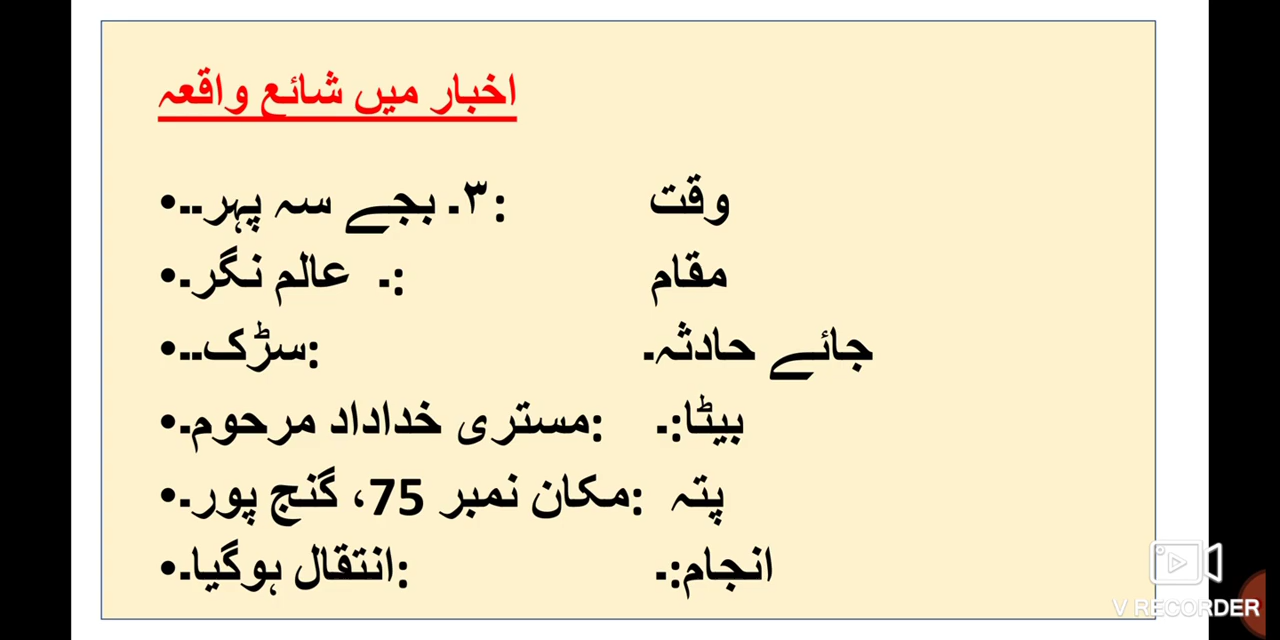 اخبار میں شائع واقعہ
وقت :۳۔ بجے سہ پہر۔۔•
مقام :۔ عالم نگر۔•
جائے حادثہ۔ :سڑک۔۔•
بیٹا:۔ :مستری خداداد مرحوم۔•
پتہ :مکان نمبر 75، گنج پور۔•
انجام:۔ :انتقال ہوگیا۔•
V RECORDER